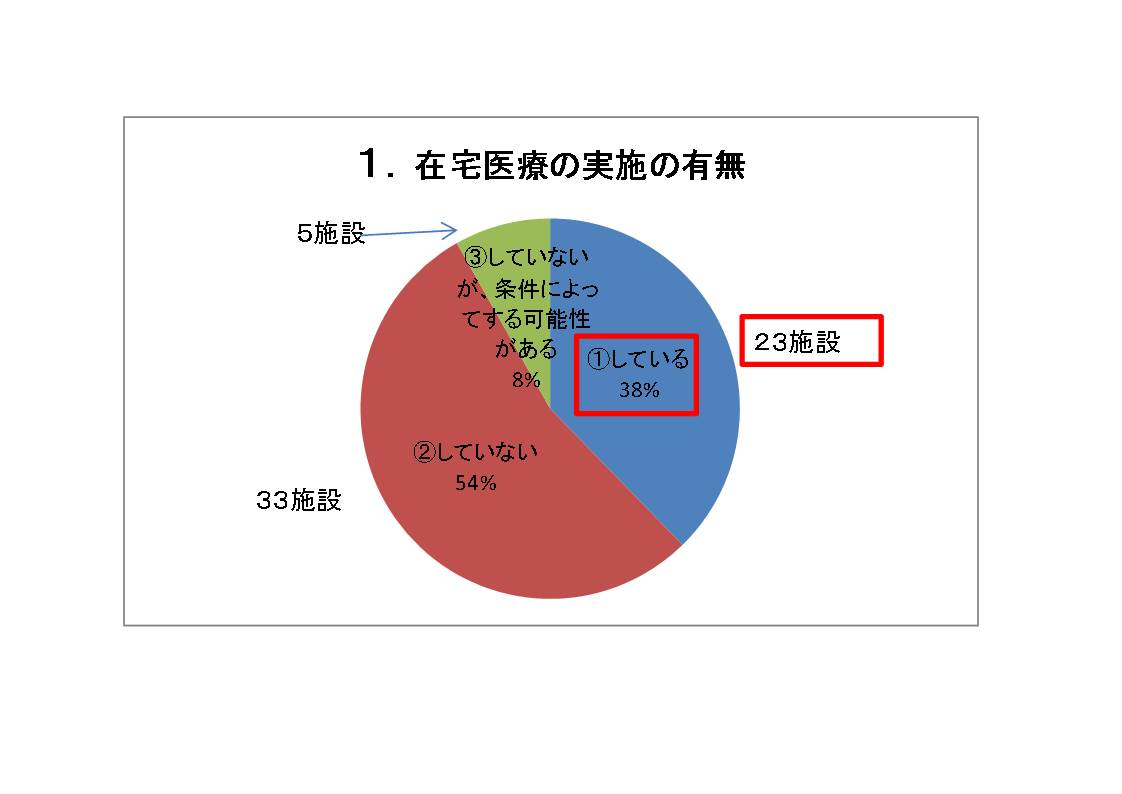 １．在宅医療の実施の有無
５施設
③していない
が、条件によっ
てする可能性
がある
8%
２３施設
①している
38%
②していない
54%
３３施設